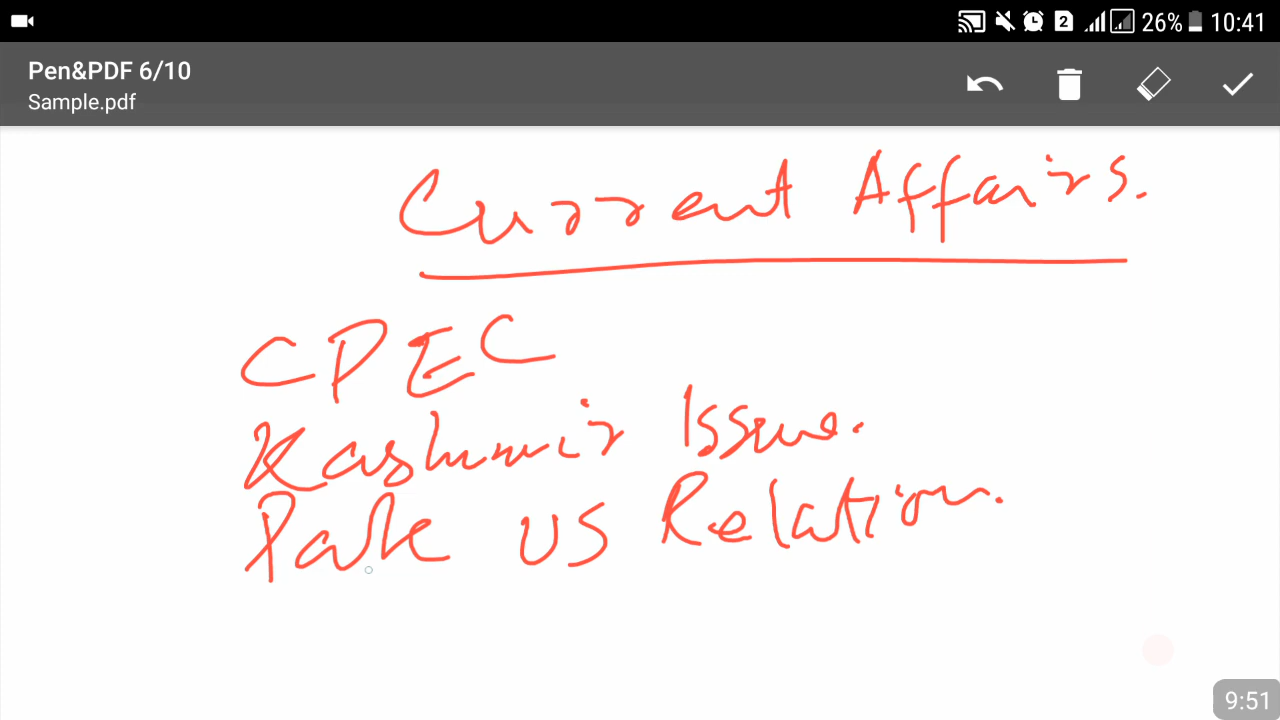 26% 10:41
Pen&PDF 6/10
Sample.pdf
Current Affairs.
CPEC
Kashmir Issue.
Pak US Relation.
9:51